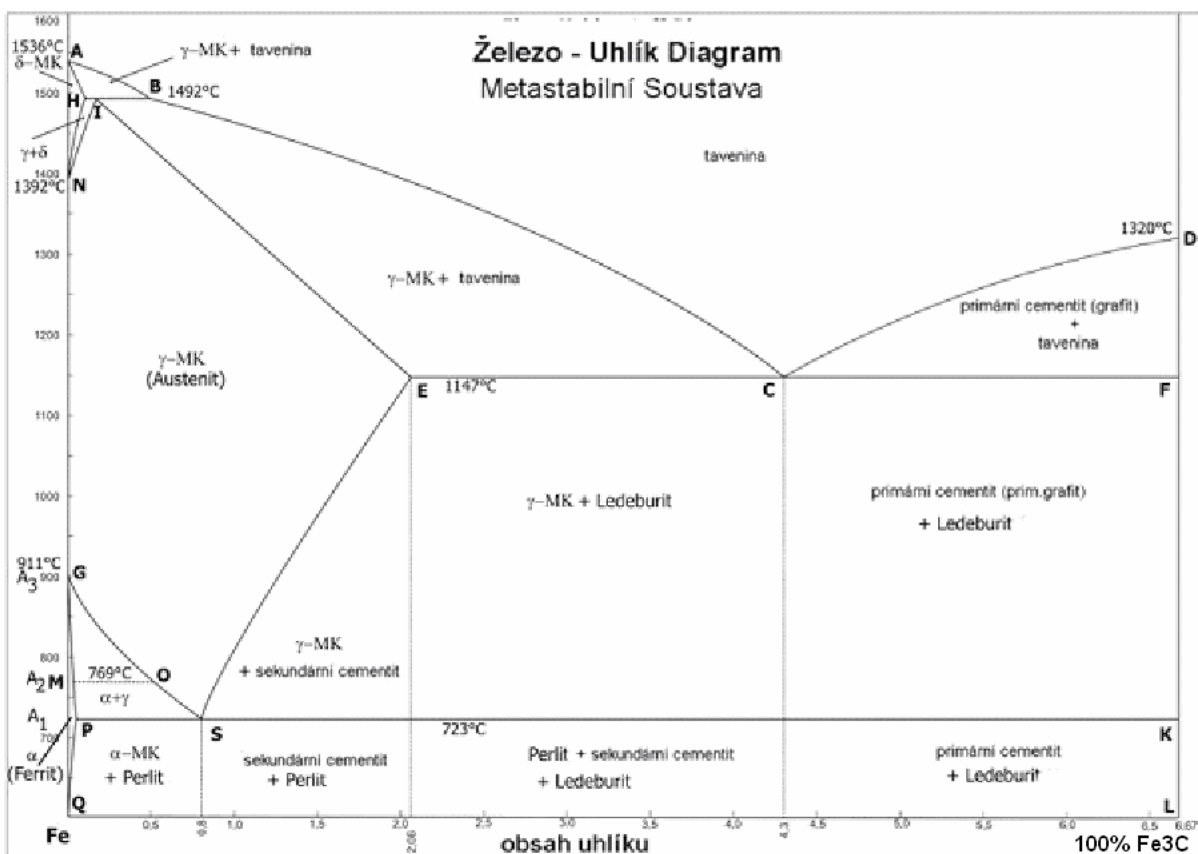 Železo - Uhlík Diagram
Metastabilní Soustava
1600
1536°C
A
δ-MK
γ-MK+ tavenina
B
1492°C
1500
H
I
γ+δ
1400
N
1392°C
tavenina
1320°C
D
1300
γ-MK+ tavenina
primární cementit (grafit)
+
tavenina
1200
γ-MK
(Austenit)
E
1147°C
C
F
1100
1000
γ-MK + Ledeburit
primární cementit (prim.grafit)
+ Ledeburit
911°C
G
A3
900
γ-MK
+ sekundární cementit
800
769°C
O
A2
M
α+γ
A1
P
S
723°C
K
700
α
(Ferrit)
α-MK
+ Perlit
sekundární cementit
+ Perlit
Perlit + sekundární cementit
+ Ledeburit
primární cementit
+ Ledeburit
Q
L
Fe
0,5
0,8
1,0
1,5
2,0
2,06
2,5
3,0
3,5
4,0
4,3
4,5
5,0
5,5
6,0
6,5
6,67
obsah uhlíku
100% Fe3C